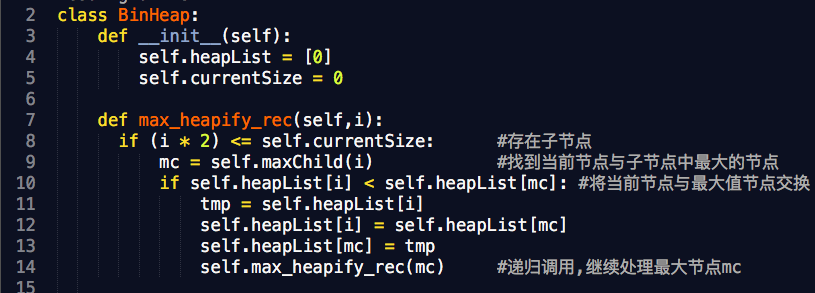 2 class BinHeap:
3     def __init__(self):
4         self.heapList = [0]
5         self.currentSize = 0
6
7     def max_heapify_rec(self,i):
8       if (i * 2) <= self.currentSize:      #存在子节点
9           mc = self.maxChild(i)            #找到当前节点与子节点中最大的节点
10          if self.heapList[i] < self.heapList[mc]: #将当前节点与最大值节点交换
11              tmp = self.heapList[i]
12              self.heapList[i] = self.heapList[mc]
13              self.heapList[mc] = tmp
14              self.max_heapify_rec(mc)     #递归调用,继续处理最大节点mc
15